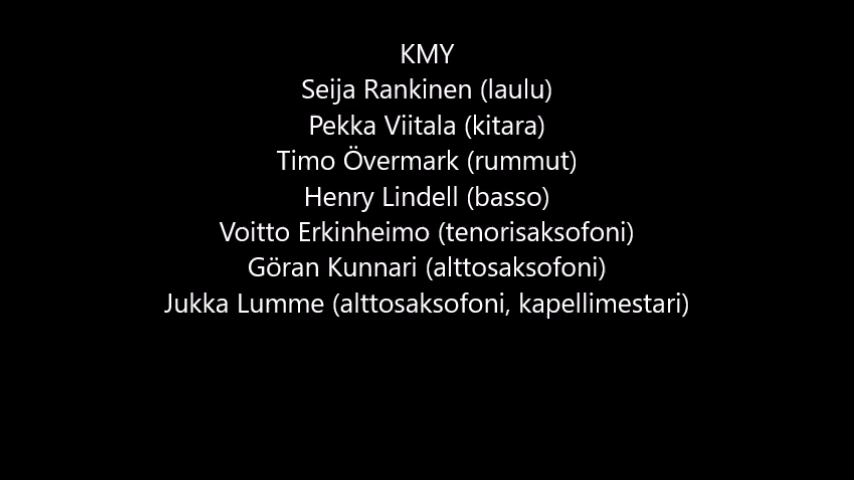 KMY
Seija Rankinen (laulu)
Pekka Viitala (kitara)
Timo Övermark (rummut)
Henry Lindell (basso)
Voitto Erkinheimo (tenorisaksofoni)
Göran Kunnari (alttosaksofoni)
Jukka Lumme (alttosaksofoni, kapellimestari)